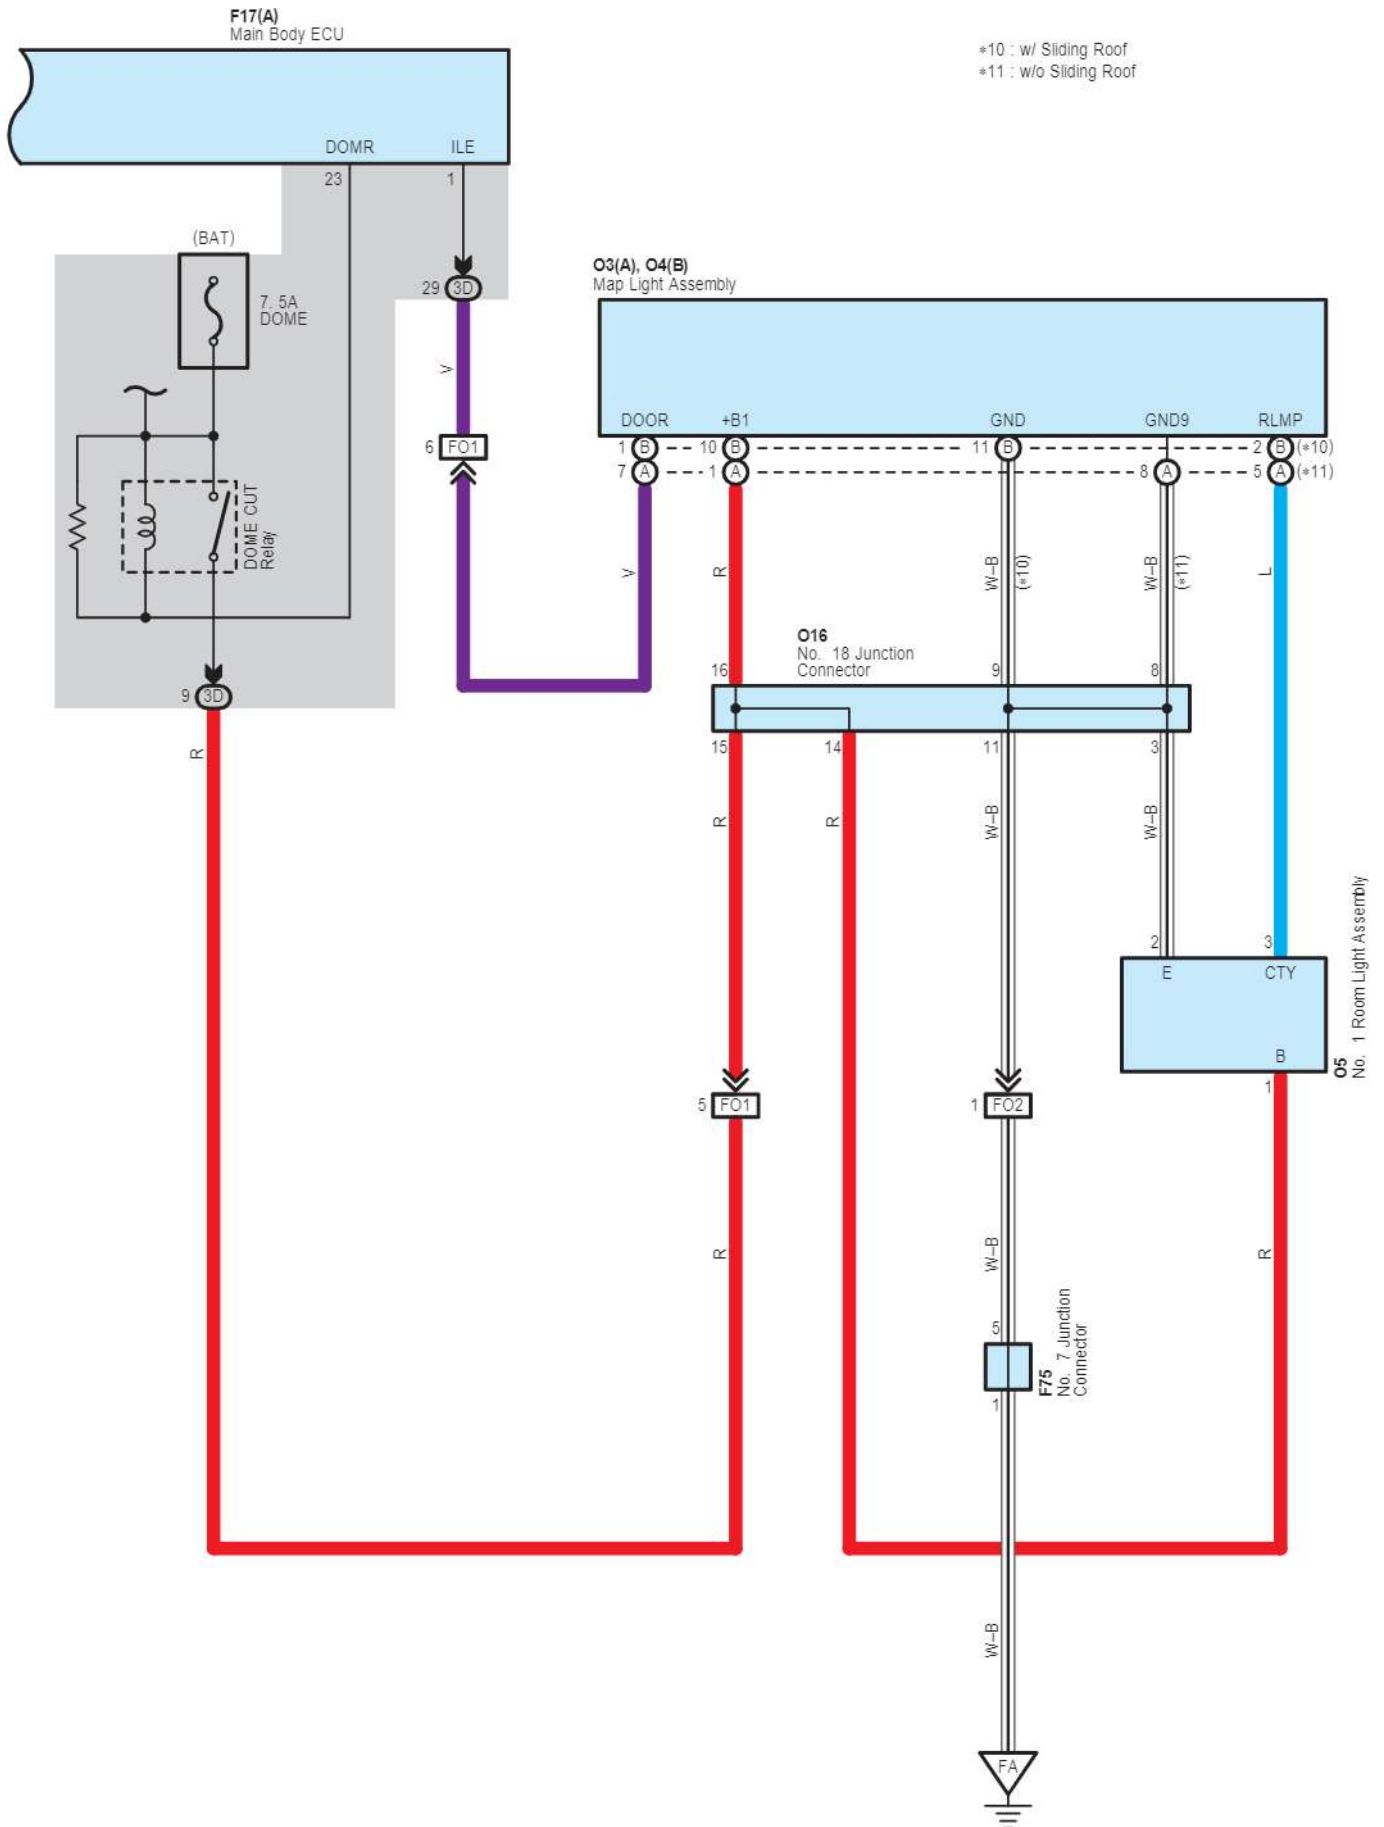 F17(A)
Main Body ECU
*10 : w/ Sliding Roof
*11 : w/o Sliding Roof
DOMR ILE
23 1
(BAT)
7. 5A
DOME
29 3D
O3(A), O4(B)
Map Light Assembly
V
DOOR +B1 GND GND9 RLMP
6 FO1
1 B 10 B 11 B 2 B (*10)
7 A 1 A 8 A 5 A (*11)
DOME CUT
Relay
V
R
W-B
(*10)
W-B
(*11)
L
O16
No. 18 Junction
Connector
16 9 8
9 3D
15 14 11 3
R
R
R
W-B
W-B
2 3
E CTY
B
1
O5
No. 1 Room Light Assembly
5 FO1
1 FO2
R
W-B
R
5
F75
No. 7 Junction
Connector
1
W-B
FA